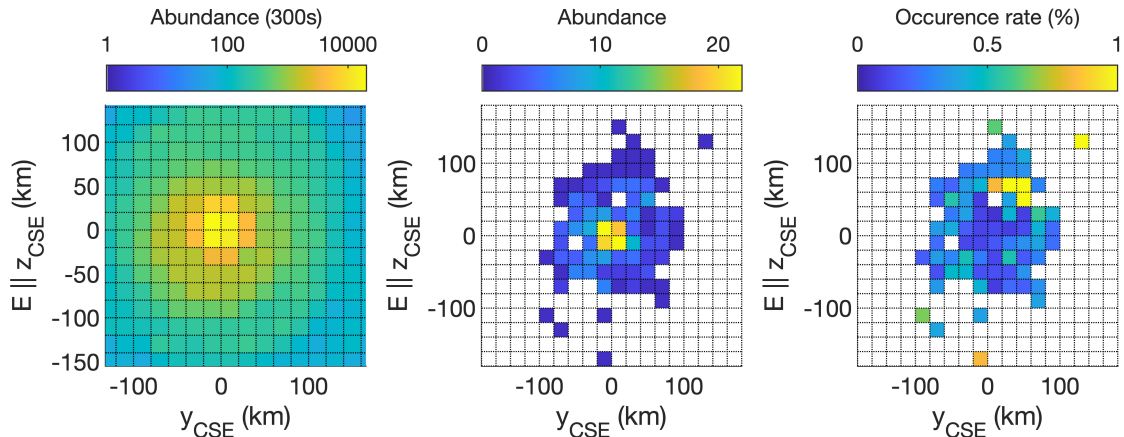 Abundance (300s)
1 100 10000
E || z_CSE (km)
100
50
0
-50
-100
-150
-100 0 100
y_CSE (km)
Abundance
0 10 20
E || z_CSE (km)
100
0
-100
-100 0 100
y_CSE (km)
Occurence rate (%)
0 0.5 1
E || z_CSE (km)
100
0
-100
-100 0 100
y_CSE (km)